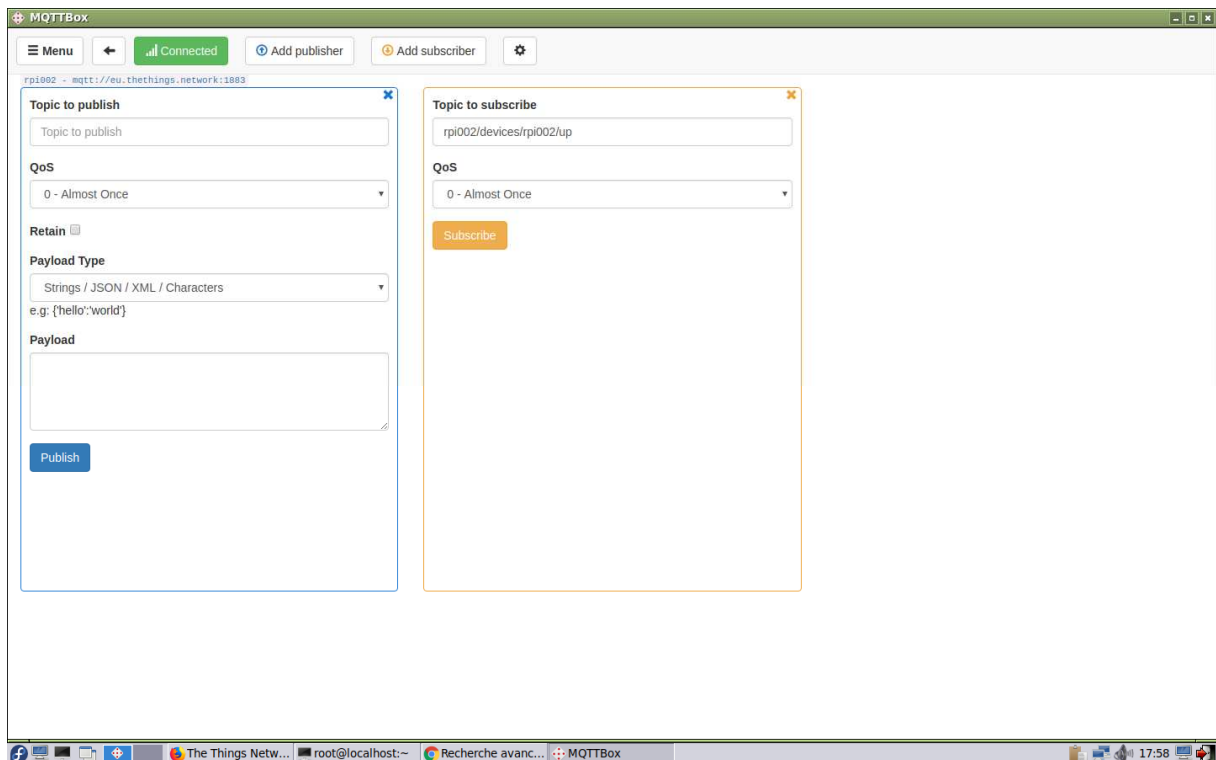 MQTTBox
Menu
Connected
Add publisher
Add subscriber
rpi002 - mqtt://eu.thethings.network:1883
Topic to publish
Topic to publish
QoS
0 - Almost Once
Retain
Payload Type
Strings / JSON / XML / Characters
e.g: {'hello':'world'}
Payload
Publish
Topic to subscribe
rpi002/devices/rpi002/up
QoS
0 - Almost Once
Subscribe
The Things Netw...
root@localhost:~
Recherche avanc...
MQTTBox
17:58